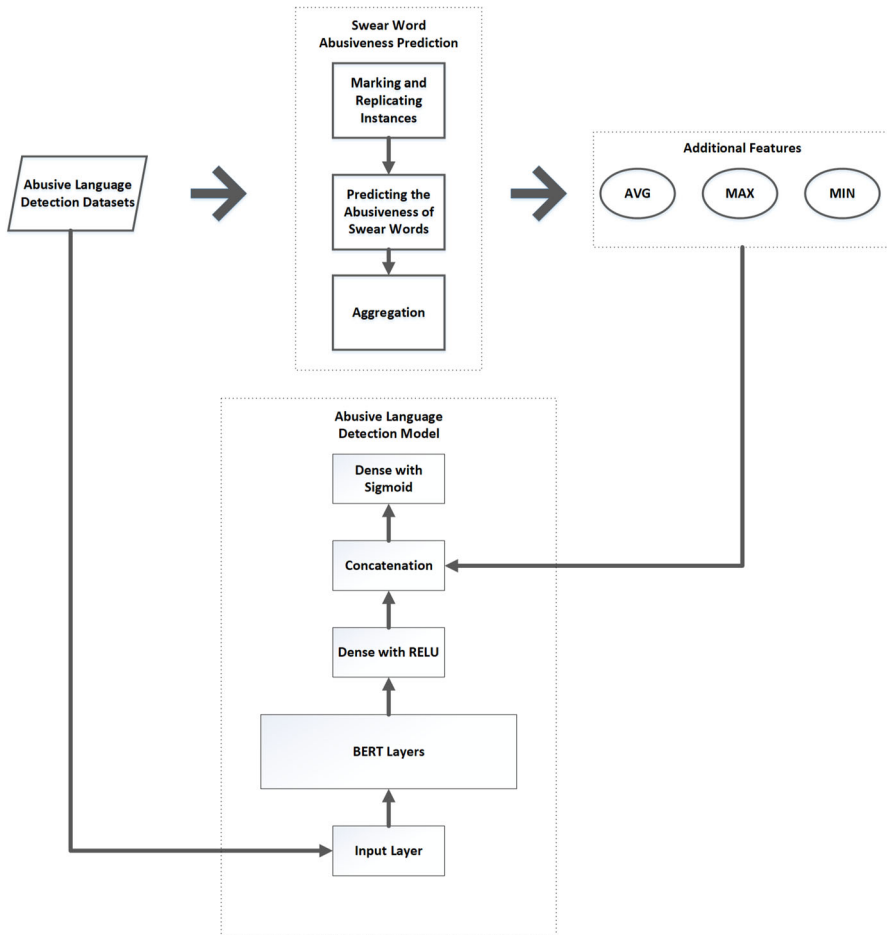 Swear Word
Abusiveness Prediction
Marking and
Replicating
Instances
Abusive Language
Detection Datasets
Predicting the
Abusiveness of
Swear Words
Aggregation
Additional Features
AVG
MAX
MIN
Abusive Language
Detection Model
Dense with
Sigmoid
Concatenation
Dense with RELU
BERT Layers
Input Layer